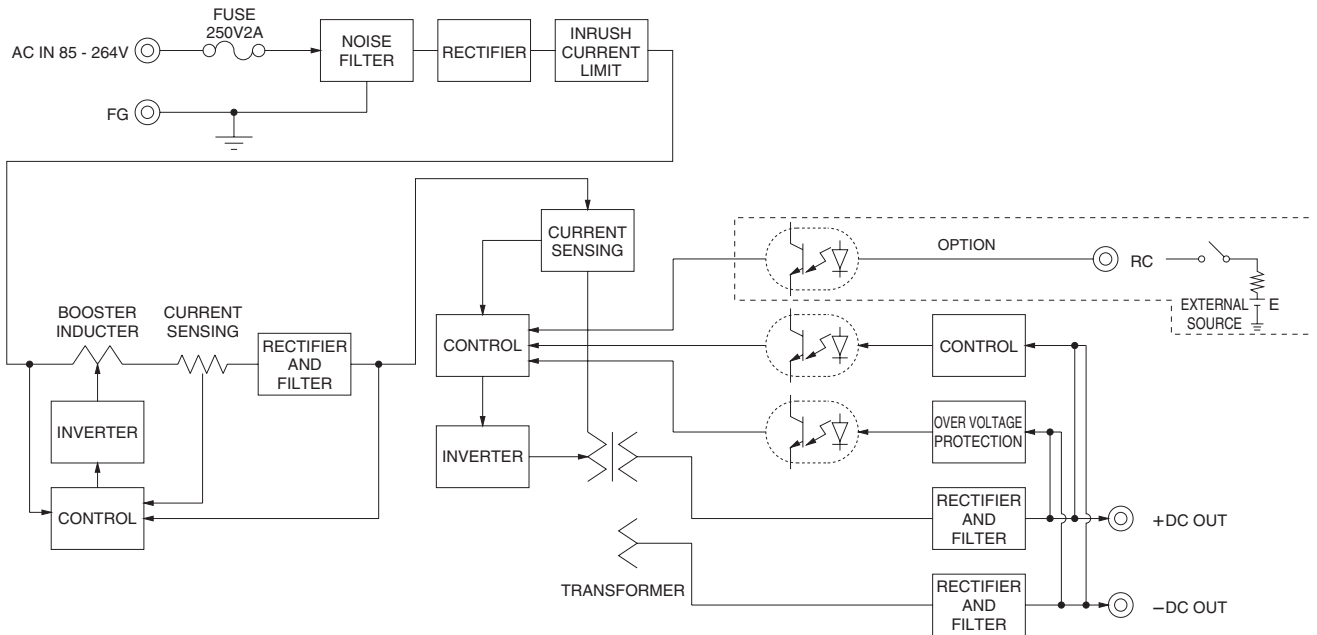 FUSE
250V2A
AC IN 85 - 264V
NOISE
FILTER
RECTIFIER
INRUSH
CURRENT
LIMIT
FG
CURRENT
SENSING
OPTION
RC
EXTERNAL
SOURCE
E
BOOSTER
INDUCTER
CURRENT
SENSING
RECTIFIER
AND
FILTER
CONTROL
CONTROL
INVERTER
INVERTER
OVER VOLTAGE
PROTECTION
CONTROL
RECTIFIER
AND
FILTER
+DC OUT
TRANSFORMER
RECTIFIER
AND
FILTER
−DC OUT